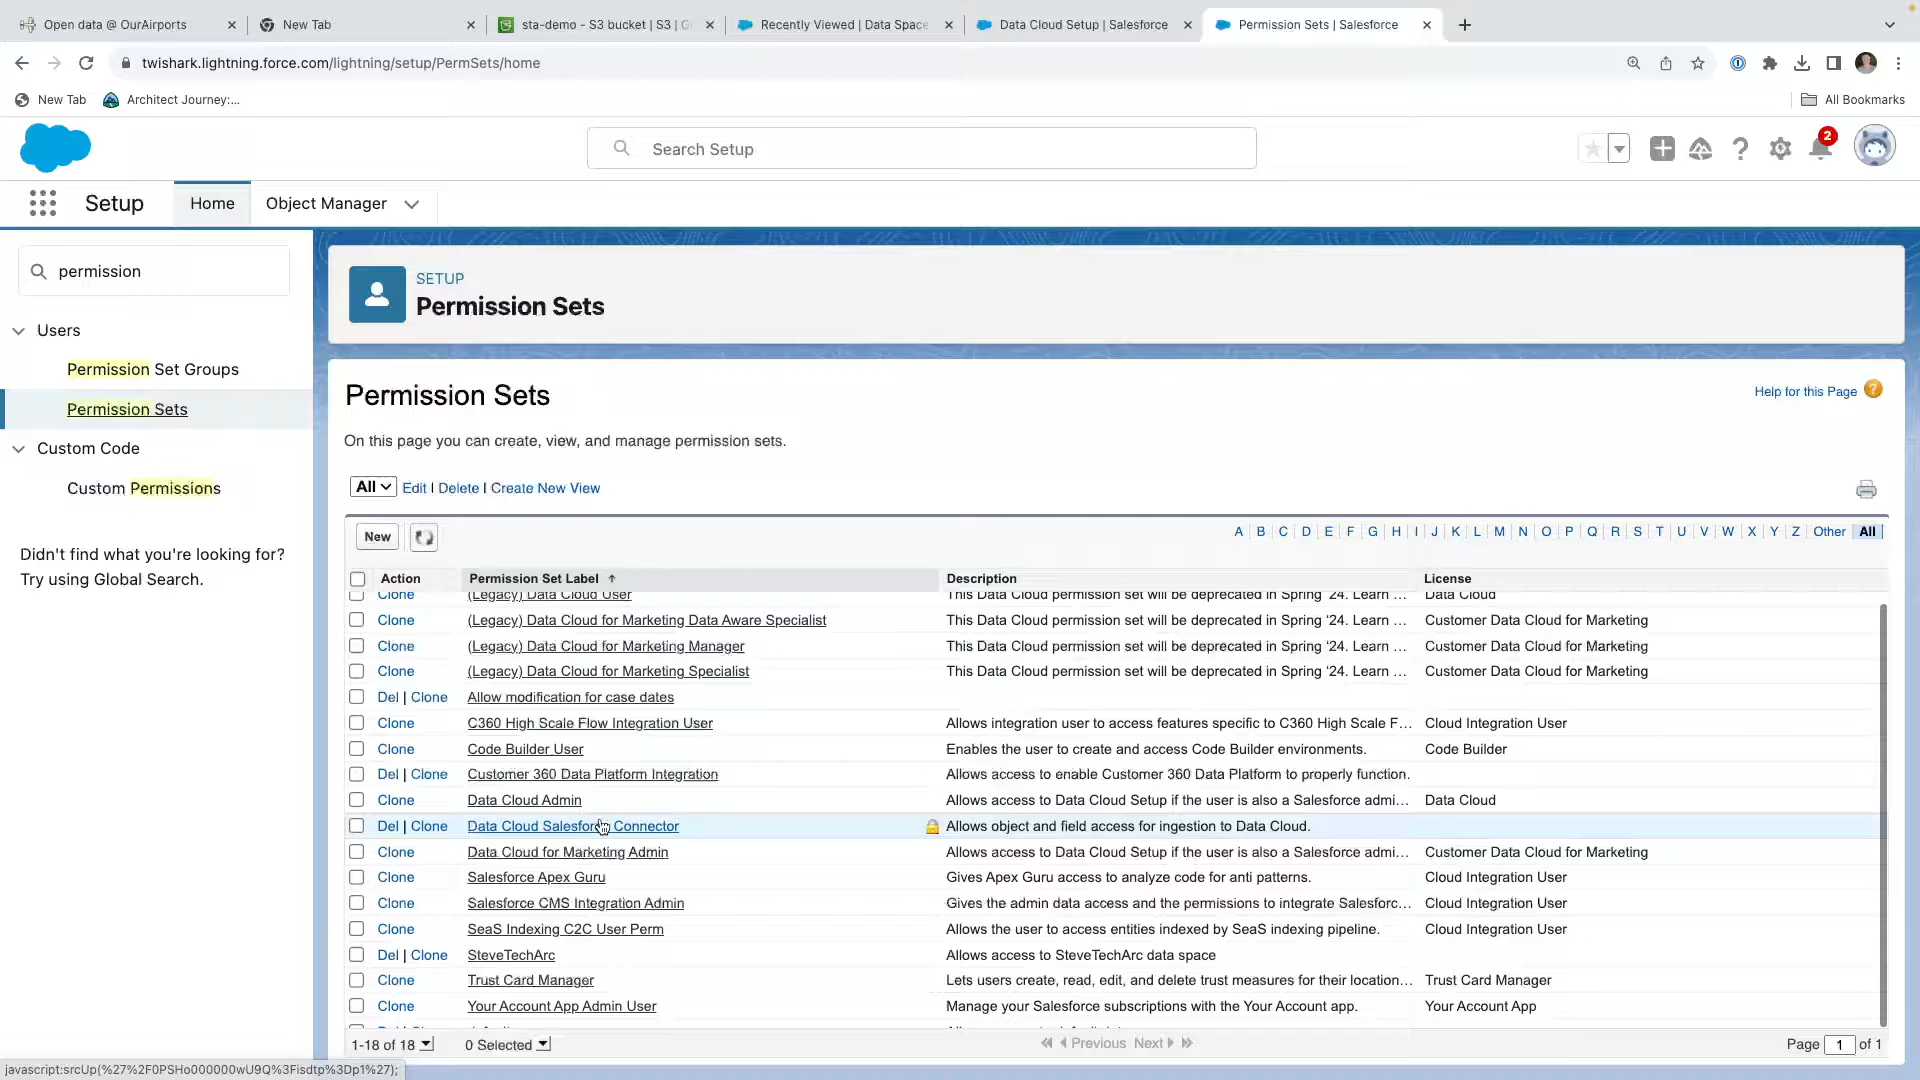 Open data @ OurAirports
New Tab
sta-demo - S3 bucket | S3 | G
Recently Viewed | Data Space
Data Cloud Setup | Salesforce
Permission Sets | Salesforce
twishark.lightning.force.com/lightning/setup/PermSets/home
New Tab
Architect Journey:...
All Bookmarks
Search Setup
2
Setup
Home
Object Manager
permission
Users
Permission Set Groups
Permission Sets
Custom Code
Custom Permissions
Didn't find what you're looking for?
Try using Global Search.
SETUP
Permission Sets
Permission Sets
Help for this Page
On this page you can create, view, and manage permission sets.
All Edit | Delete | Create New View
New
A | B | C | D | E | F | G | H | I | J | K | L | M | N | O | P | Q | R | S | T | U | V | W | X | Y | Z | Other | All
Action Permission Set Label ↑ Description License
Clone (Legacy) Data Cloud User This Data Cloud permission set will be deprecated in Spring '24. Learn ... Data Cloud
Clone (Legacy) Data Cloud for Marketing Data Aware Specialist This Data Cloud permission set will be deprecated in Spring '24. Learn ... Customer Data Cloud for Marketing
Clone (Legacy) Data Cloud for Marketing Manager This Data Cloud permission set will be deprecated in Spring '24. Learn ... Customer Data Cloud for Marketing
Clone (Legacy) Data Cloud for Marketing Specialist This Data Cloud permission set will be deprecated in Spring '24. Learn ... Customer Data Cloud for Marketing
Del | Clone Allow modification for case dates
Clone C360 High Scale Flow Integration User Allows integration user to access features specific to C360 High Scale F... Cloud Integration User
Clone Code Builder User Enables the user to create and access Code Builder environments. Code Builder
Del | Clone Customer 360 Data Platform Integration Allows access to enable Customer 360 Data Platform to properly function.
Clone Data Cloud Admin Allows access to Data Cloud Setup if the user is also a Salesforce admi... Data Cloud
Del | Clone Data Cloud Salesforce Connector Allows object and field access for ingestion to Data Cloud.
Clone Data Cloud for Marketing Admin Allows access to Data Cloud Setup if the user is also a Salesforce admi... Customer Data Cloud for Marketing
Clone Salesforce Apex Guru Gives Apex Guru access to analyze code for anti patterns. Cloud Integration User
Clone Salesforce CMS Integration Admin Gives the admin data access and the permissions to integrate Salesforc... Cloud Integration User
Clone SeaS Indexing C2C User Perm Allows the user to access entities indexed by SeaS indexing pipeline. Cloud Integration User
Del | Clone SteveTechArc Allows access to SteveTechArc data space
Clone Trust Card Manager Lets users create, read, edit, and delete trust measures for their location... Trust Card Manager
Clone Your Account App Admin User Manage your Salesforce subscriptions with the Your Account app. Your Account App
1-18 of 18 0 Selected Previous Next Page 1 of 1
javascript:srcUp(%27%2F0PSHo000000wU9Q%3Fisdtp%3Dp1%27);